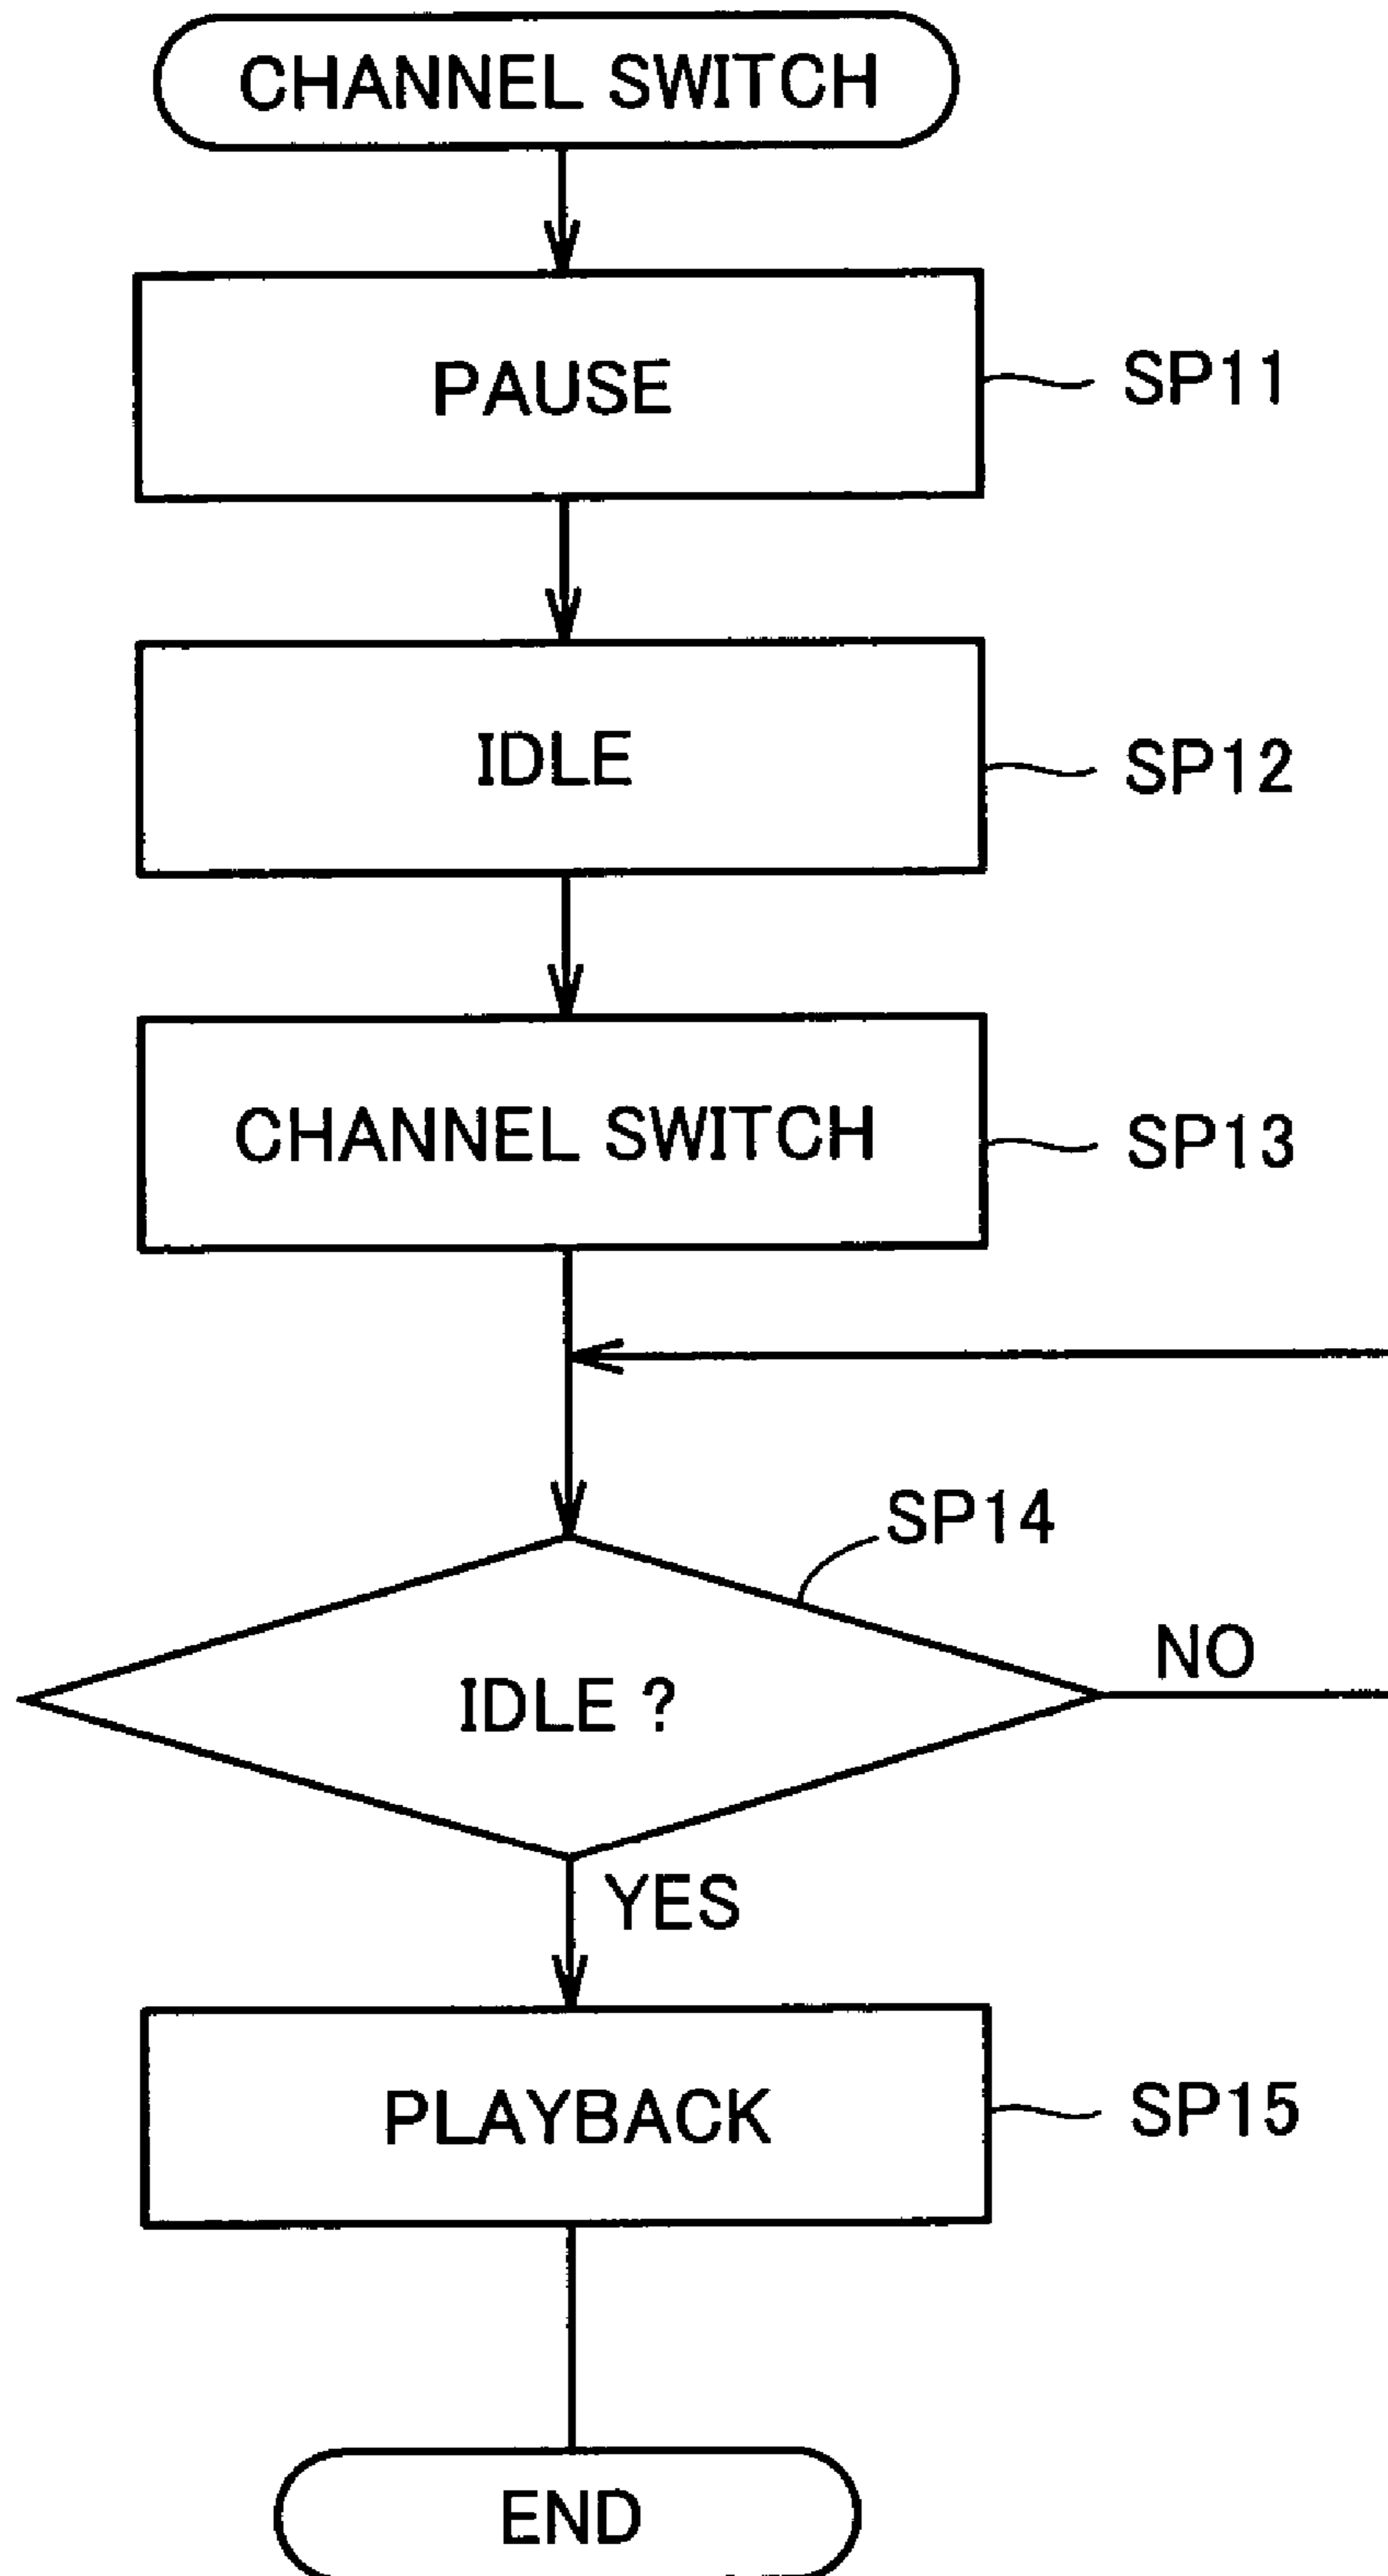 CHANNEL SWITCH
PAUSE
SP11
IDLE
SP12
CHANNEL SWITCH
SP13
SP14
IDLE ?
NO
YES
PLAYBACK
SP15
END